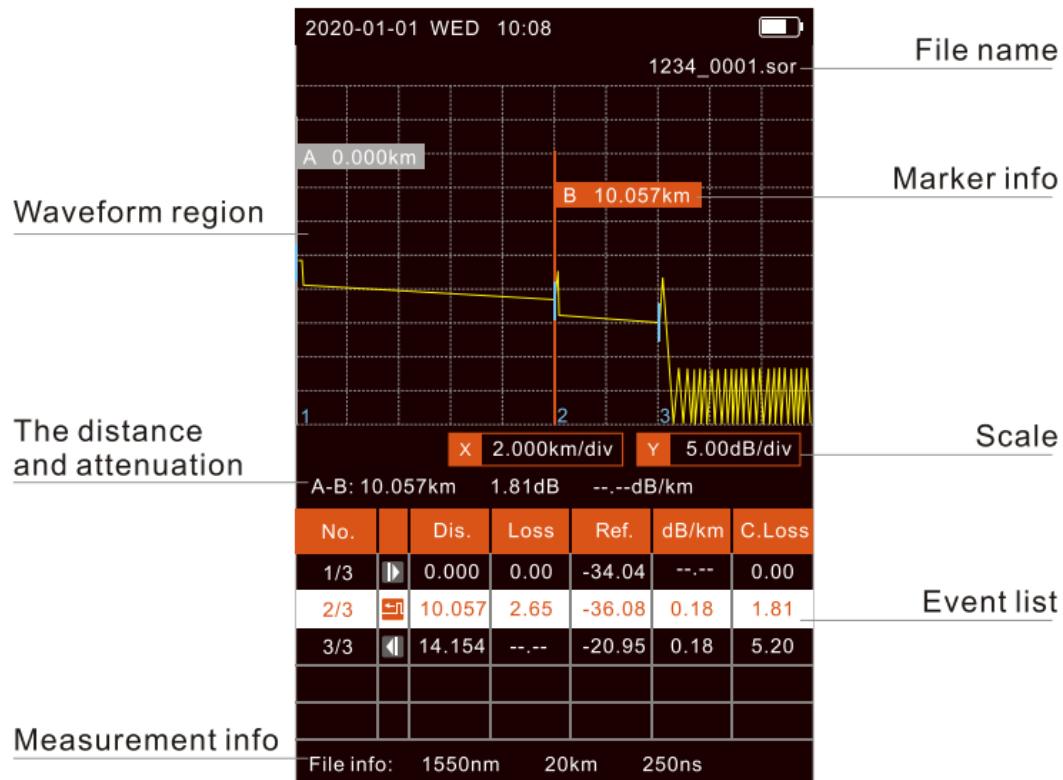 2020-01-01 WED 10:08
File name
1234_0001.sor
A 0.000km
Marker info
B 10.057km
Waveform region
1 2 3
The distance
and attenuation
X 2.000km/div Y 5.00dB/div
Scale
A-B: 10.057km 1.81dB --.--dB/km
No. Dis. Loss Ref. dB/km C.Loss
1/3 0.000 0.00 -34.04 --.-- 0.00
2/3 10.057 2.65 -36.08 0.18 1.81
Event list
3/3 14.154 --.-- -20.95 0.18 5.20
Measurement info
File info: 1550nm 20km 250ns